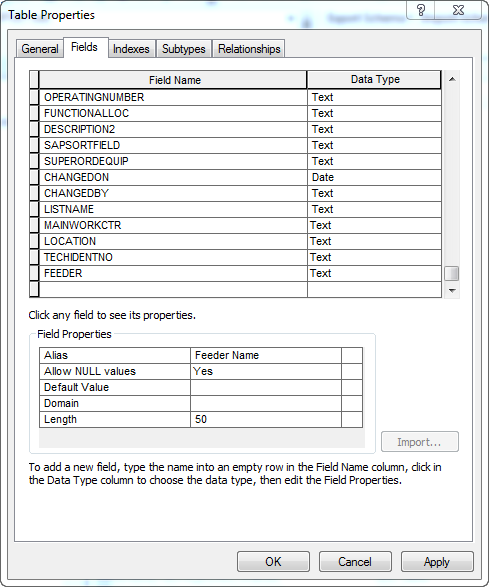 Table Properties
General Fields Indexes Subtypes Relationships
Field Name Data Type
OPERATINGNUMBER Text
FUNCTIONALLOC Text
DESCRIPTION2 Text
SAPSORTFIELD Text
SUPERORDEQUIP Text
CHANGEDON Date
CHANGEDBY Text
LISTNAME Text
MAINWORKCTR Text
LOCATION Text
TECHIDENTNO Text
FEEDER Text
Click any field to see its properties.
Field Properties
Alias Feeder Name
Allow NULL values Yes
Default Value
Domain
Length 50
Import...
To add a new field, type the name into an empty row in the Field Name column, click in
the Data Type column to choose the data type, then edit the Field Properties.
OK Cancel Apply